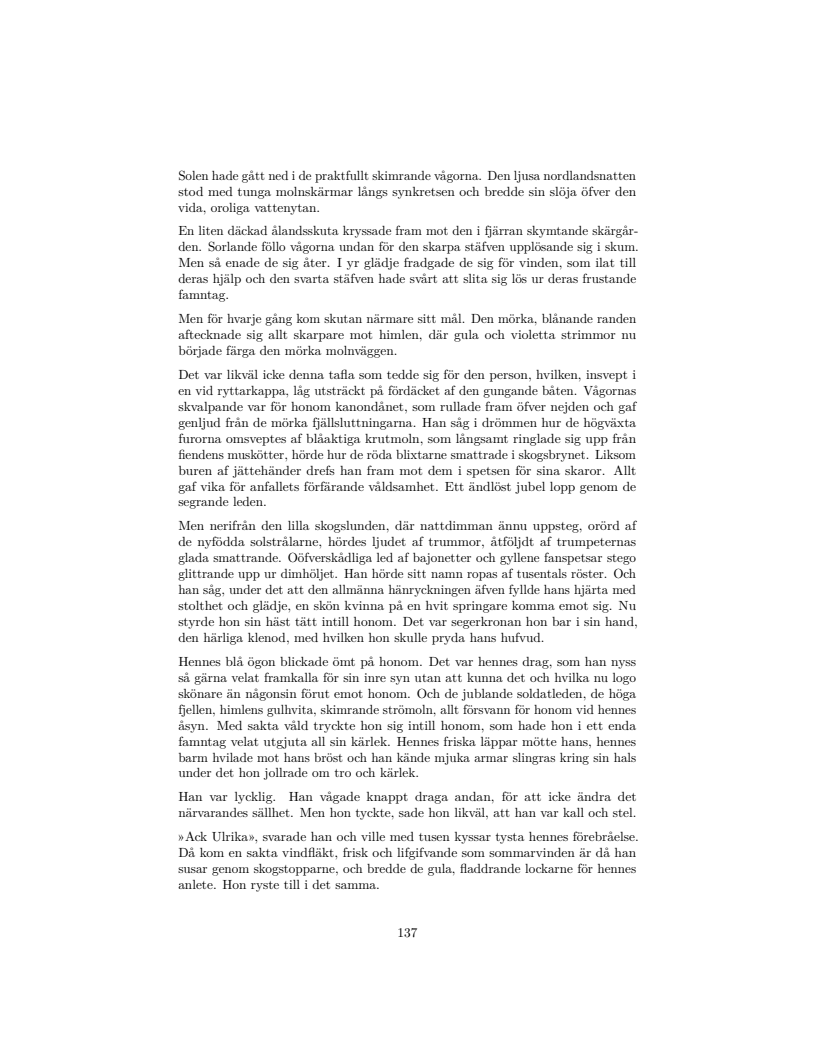 Solen hade gått ned i de praktfullt skimrande vågorna. Den ljusa nordlandsnatten
stod med tunga molnskärmar långs synkretsen och bredde sin slöja öfver den
vida, oroliga vattenytan.
En liten däckad ålandsskuta kryssade fram mot den i fjärran skymtande skärgår-
den. Sorlande föllo vågorna undan för den skarpa stäfven upplösande sig i skum.
Men så enade de sig åter. I yr glädje fradgade de sig för vinden, som ilat till
deras hjälp och den svarta stäfven hade svårt att slita sig lös ur deras frustande
famntag.
Men för hvarje gång kom skutan närmare sitt mål. Den mörka, blånande randen
aftecknade sig allt skarpare mot himlen, där gula och violetta strimmor nu
började färga den mörka molnväggen.
Det var likväl icke denna tafla som tedde sig för den person, hvilken, insvept i
en vid ryttarkappa, låg utsträckt på fördäcket af den gungande båten. Vågornas
skvalpande var för honom kanondånet, som rullade fram öfver nejden och gaf
genljud från de mörka fjällsluttningarna. Han såg i drömmen hur de högväxta
furorna omsveptes af blåaktiga krutmoln, som långsamt ringlade sig upp från
fiendens muskötter, hörde hur de röda blixtarne smattrade i skogsbrynet. Liksom
buren af jättehänder drefs han fram mot dem i spetsen för sina skaror. Allt
gaf vika för anfallets förfärande våldsamhet. Ett ändlöst jubel lopp genom de
segrande leden.
Men nerifrån den lilla skogslunden, där nattdimman ännu uppsteg, orörd af
de nyfödda solstrålarne, hördes ljudet af trummor, åtföljdt af trumpeternas
glada smattrande. Oöfverskådliga led af bajonetter och gyllene fanspetsar stego
glittrande upp ur dimhöljet. Han hörde sitt namn ropas af tusentals röster. Och
han såg, under det att den allmänna hänryckningen äfven fyllde hans hjärta med
stolthet och glädje, en skön kvinna på en hvit springare komma emot sig. Nu
styrde hon sin häst tätt intill honom. Det var segerkronan hon bar i sin hand,
den härliga klenod, med hvilken hon skulle pryda hans hufvud.
Hennes blå ögon blickade ömt på honom. Det var hennes drag, som han nyss
så gärna velat framkalla för sin inre syn utan att kunna det och hvilka nu logo
skönare än någonsin förut emot honom. Och de jublande soldatleden, de höga
fjellen, himlens gulhvita, skimrande strömoln, allt försvann för honom vid hennes
åsyn. Med sakta våld tryckte hon sig intill honom, som hade hon i ett enda
famntag velat utgjuta all sin kärlek. Hennes friska läppar mötte hans, hennes
barm hvilade mot hans bröst och han kände mjuka armar slingras kring sin hals
under det hon jollrade om tro och kärlek.
Han var lycklig. Han vågade knappt draga andan, för att icke ändra det
närvarandes sällhet. Men hon tyckte, sade hon likväl, att han var kall och stel.
»Ack Ulrika», svarade han och ville med tusen kyssar tysta hennes förebråelse.
Då kom en sakta vindfläkt, frisk och lifgifvande som sommarvinden är då han
susar genom skogstopparne, och bredde de gula, fladdrande lockarne för hennes
anlete. Hon ryste till i det samma.
137